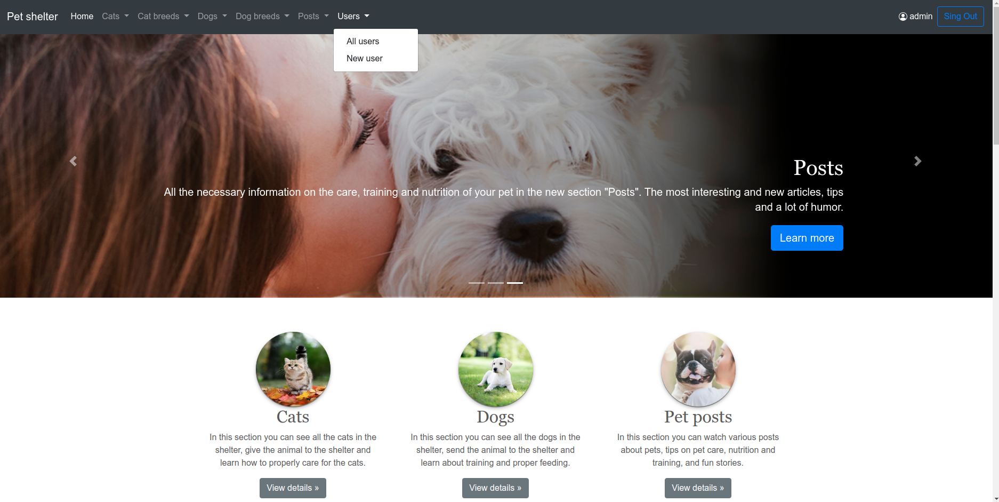 Pet shelter Home Cats Cat breeds Dogs Dog breeds Posts Users admin Sing Out
All users
New user
Posts
All the necessary information on the care, training and nutrition of your pet in the new section "Posts". The most interesting and new articles, tips
and a lot of humor.
Learn more
Cats
In this section you can see all the cats in the
shelter, give the animal to the shelter and
learn how to properly care for the cats.
View details »
Dogs
In this section you can see all the dogs in the
shelter, send the animal to the shelter and
learn about training and proper feeding.
View details »
Pet posts
In this section you can watch various posts
about pets, tips on pet care, nutrition and
training, and fun stories.
View details »